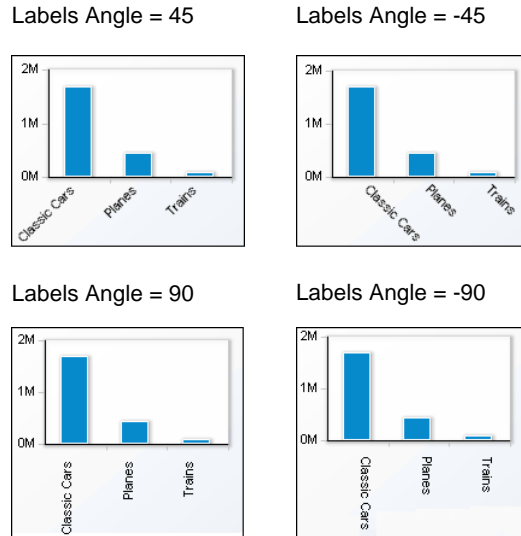 Labels Angle = 45
Labels Angle = -45
2M
1M
0M
Classic Cars
Planes
Trains
2M
1M
0M
Classic Cars
Planes
Trains
Labels Angle = 90
Labels Angle = -90
2M
1M
0M
Classic Cars
Planes
Trains
2M
1M
0M
Classic Cars
Planes
Trains